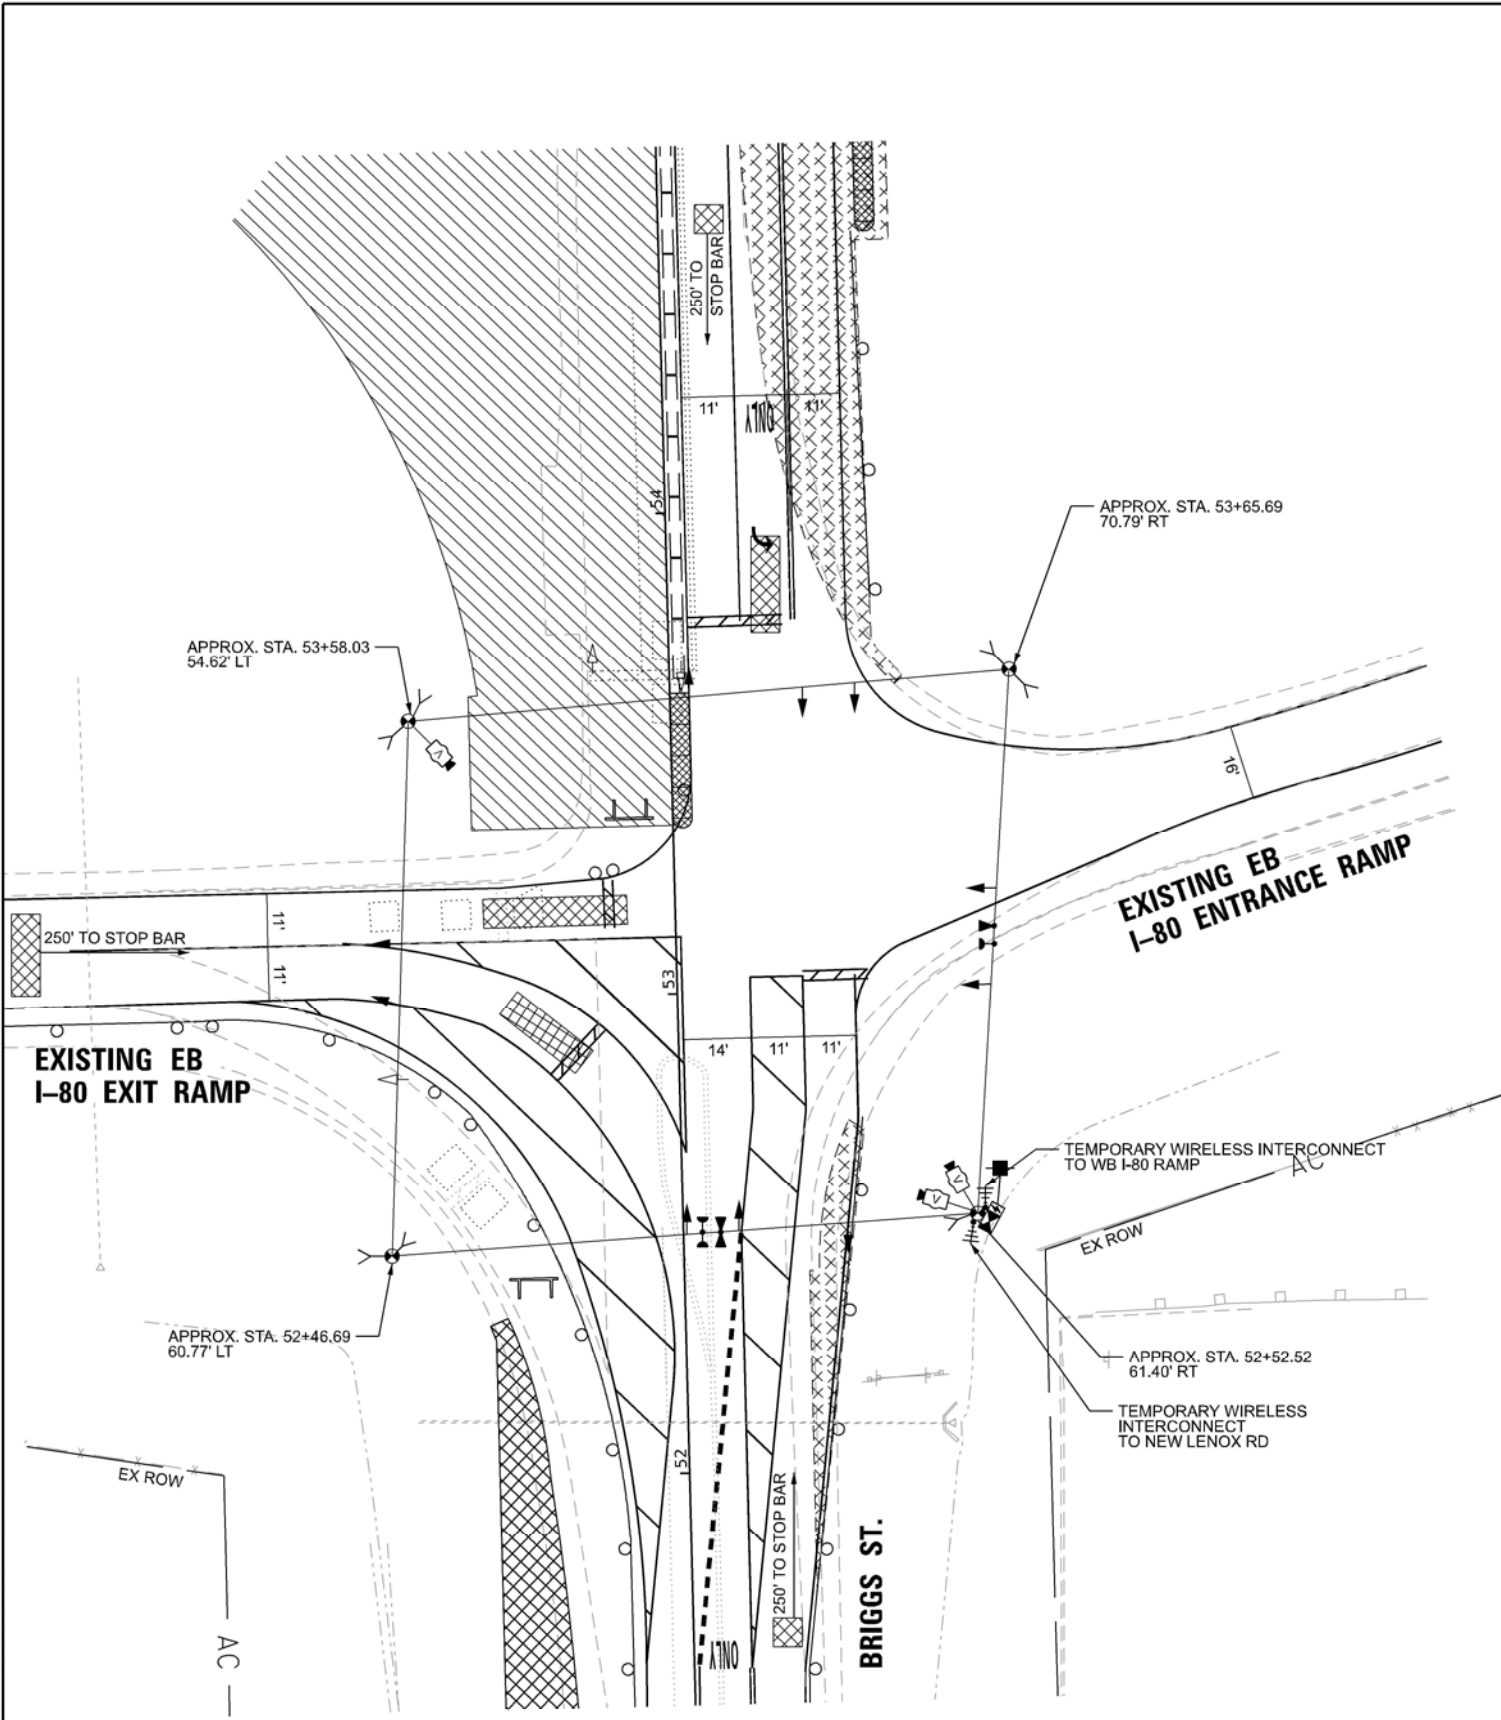 250' TO
STOP BAR
11'
ONLY
11'
54
APPROX. STA. 53+65.69
70.79' RT
APPROX. STA. 53+58.03
54.62' LT
16'
EXISTING EB
I-80 ENTRANCE RAMP
250' TO STOP BAR
11'
11'
53
14'
11'
11'
EXISTING EB
I-80 EXIT RAMP
TEMPORARY WIRELESS INTERCONNECT
TO WB I-80 RAMP
AC
V
V
V
EX ROW
APPROX. STA. 52+46.69
60.77' LT
APPROX. STA. 52+52.52
61.40' RT
TEMPORARY WIRELESS
INTERCONNECT
TO NEW LENOX RD
52
EX ROW
250' TO STOP BAR
BRIGGS ST.
ONLY
AC